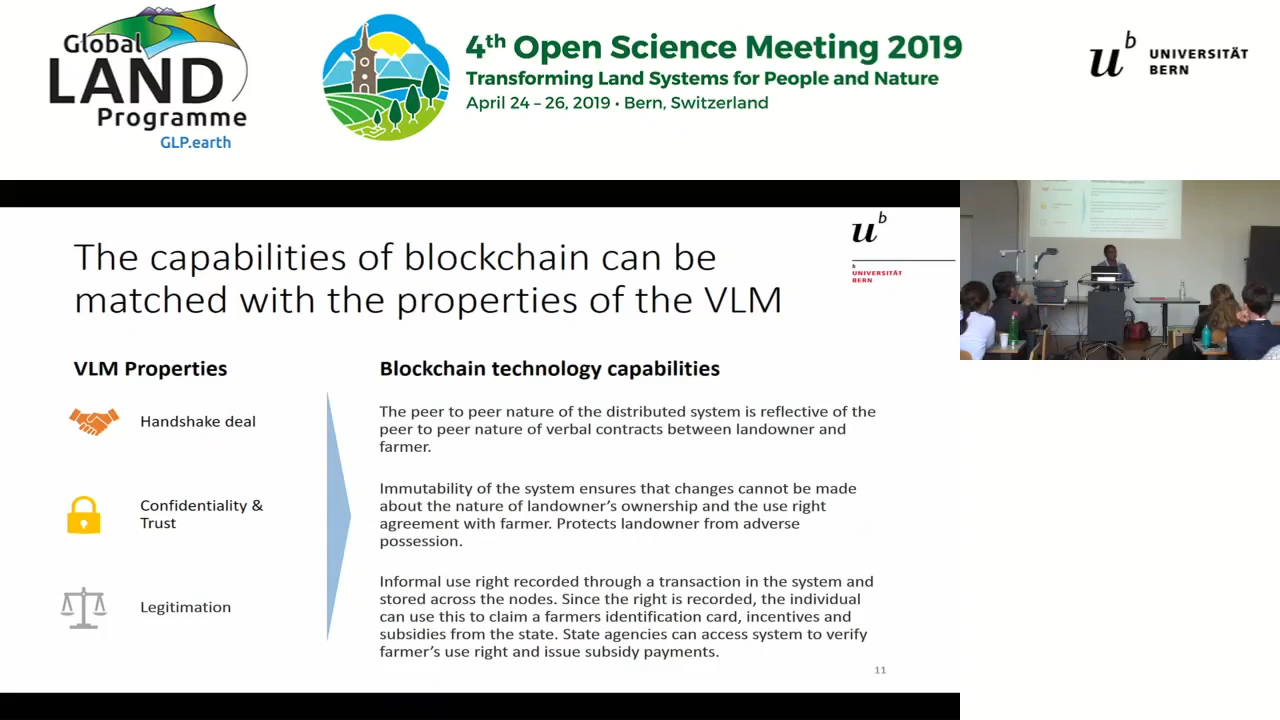 Global
LAND
Programme
GLP.earth
4th Open Science Meeting 2019
Transforming Land Systems for People and Nature
April 24 – 26, 2019 • Bern, Switzerland
u b
UNIVERSITÄT
BERN
The capabilities of blockchain can be
matched with the properties of the VLM
u b
b
UNIVERSITÄT
BERN
VLM Properties
Blockchain technology capabilities
Handshake deal
The peer to peer nature of the distributed system is reflective of the
peer to peer nature of verbal contracts between landowner and
farmer.
Confidentiality &
Trust
Immutability of the system ensures that changes cannot be made
about the nature of landowner's ownership and the use right
agreement with farmer. Protects landowner from adverse
possession.
Legitimation
Informal use right recorded through a transaction in the system and
stored across the nodes. Since the right is recorded, the individual
can use this to claim a farmers identification card, incentives and
subsidies from the state. State agencies can access system to verify
farmer's use right and issue subsidy payments.
11